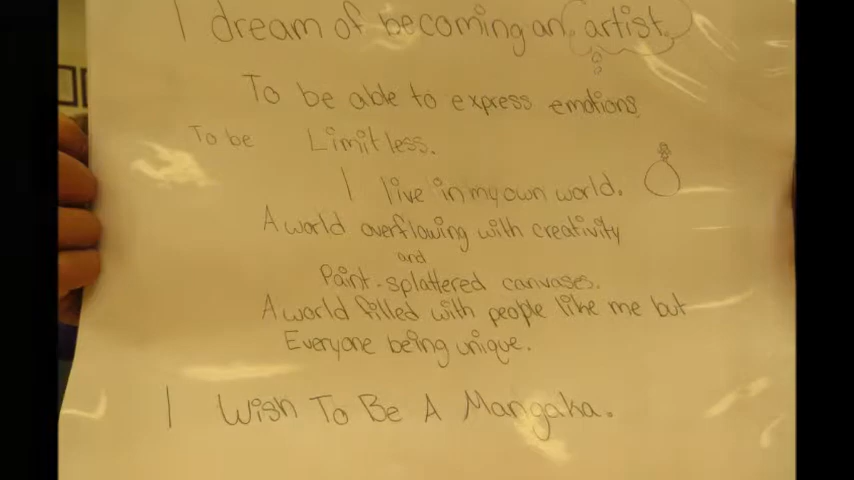 I dream of becoming an artist.
To be able to express emotions.
To be Limitless.
I live in my own world.
A world overflowing with creativity
and
Paint-splattered canvases.
A world filled with people like me but
Everyone being unique.
I Wish To Be A Mangaka.